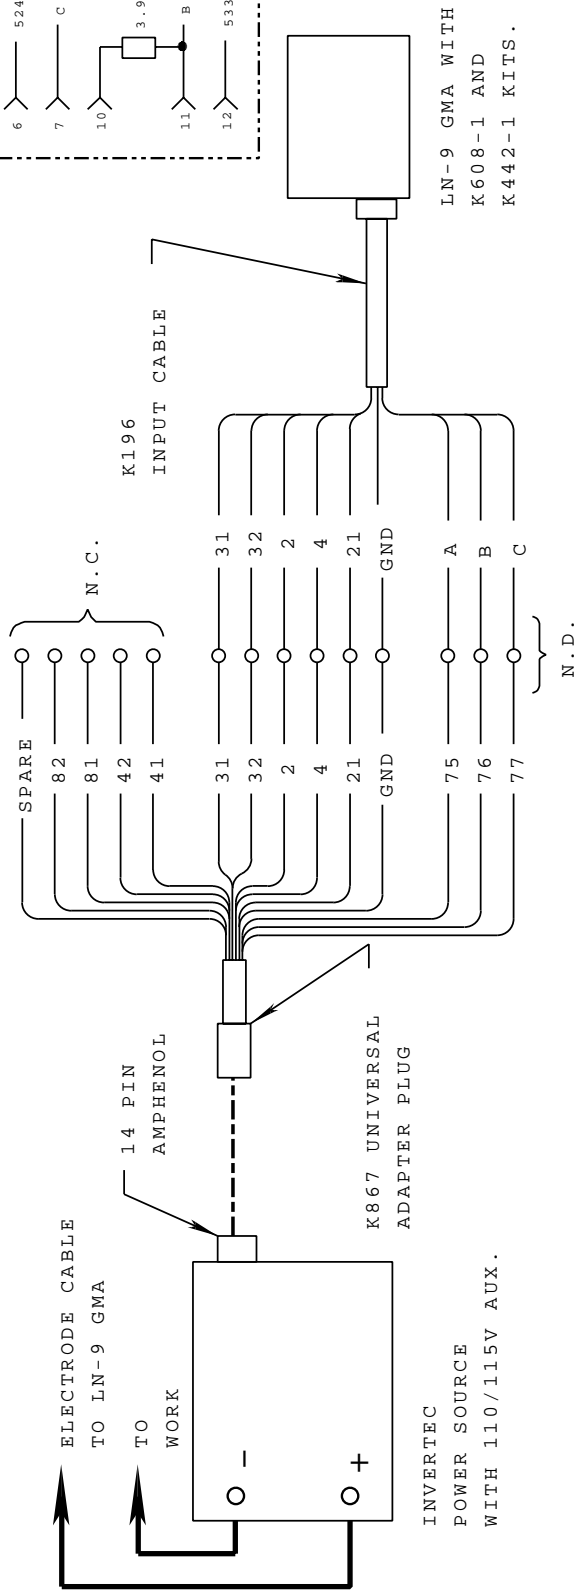 524
C
3.9
B
533
6
7
10
11
12
LN-9 GMA WITH
K608-1 AND
K442-1 KITS.
K196
INPUT CABLE
N.C.
31
32
2
4
21
GND
A
B
C
N.D.
SPARE
82
81
42
41
31
32
2
4
21
GND
75
76
77
14 PIN
AMPHENOL
K867 UNIVERSAL
ADAPTER PLUG
ELECTRODE CABLE
TO LN-9 GMA
TO
WORK
-
+
INVERTEC
POWER SOURCE
WITH 110/115V AUX.